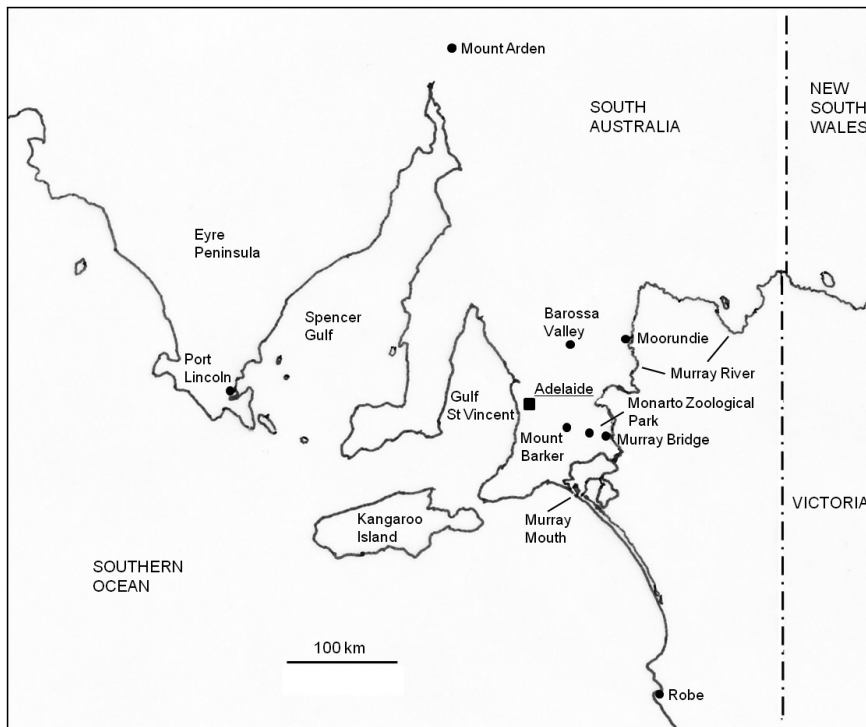 Mount Arden
SOUTH
AUSTRALIA
NEW
SOUTH
WALES
Eyre
Peninsula
Spencer
Gulf
Barossa
Valley
Moorundie
Port
Lincoln
Murray River
Adelaide
Gulf
St Vincent
Monarto Zoological
Park
Mount
Barker
Murray Bridge
Kangaroo
Island
Murray
Mouth
VICTORIA
SOUTHERN
OCEAN
100 km
Robe